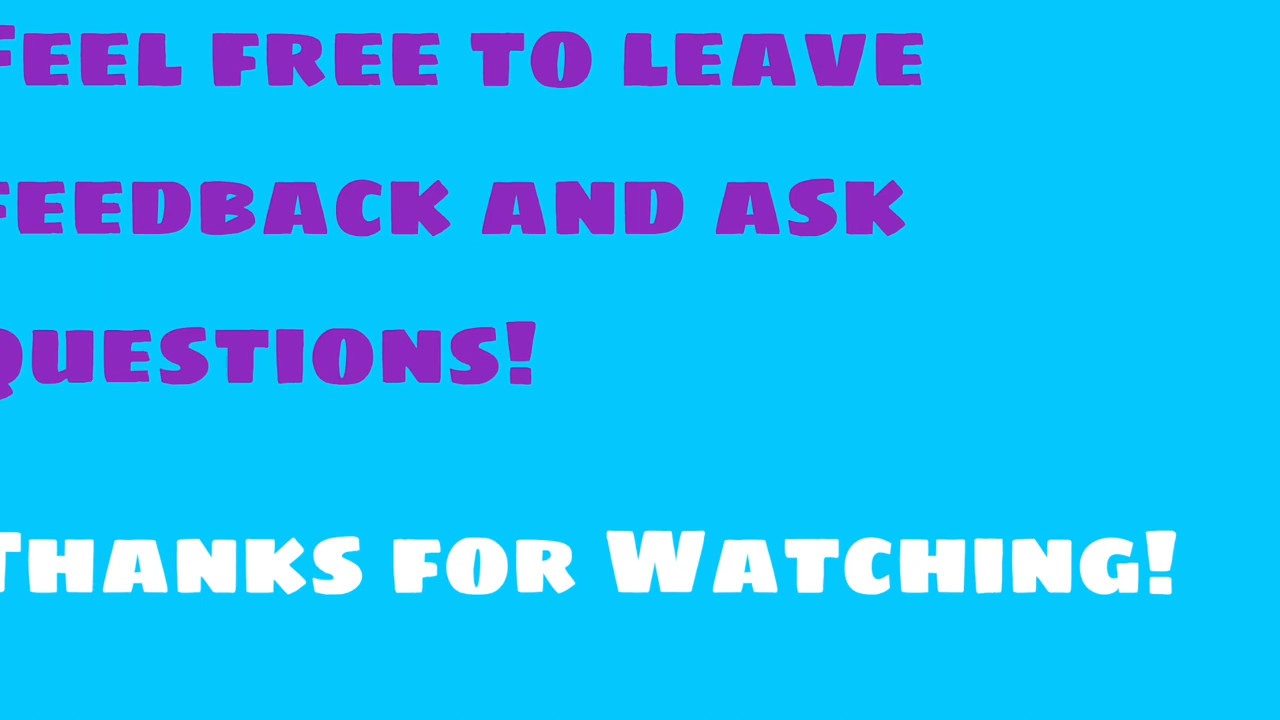 Feel free to leave
feedback and ask
questions!
Thanks for Watching!